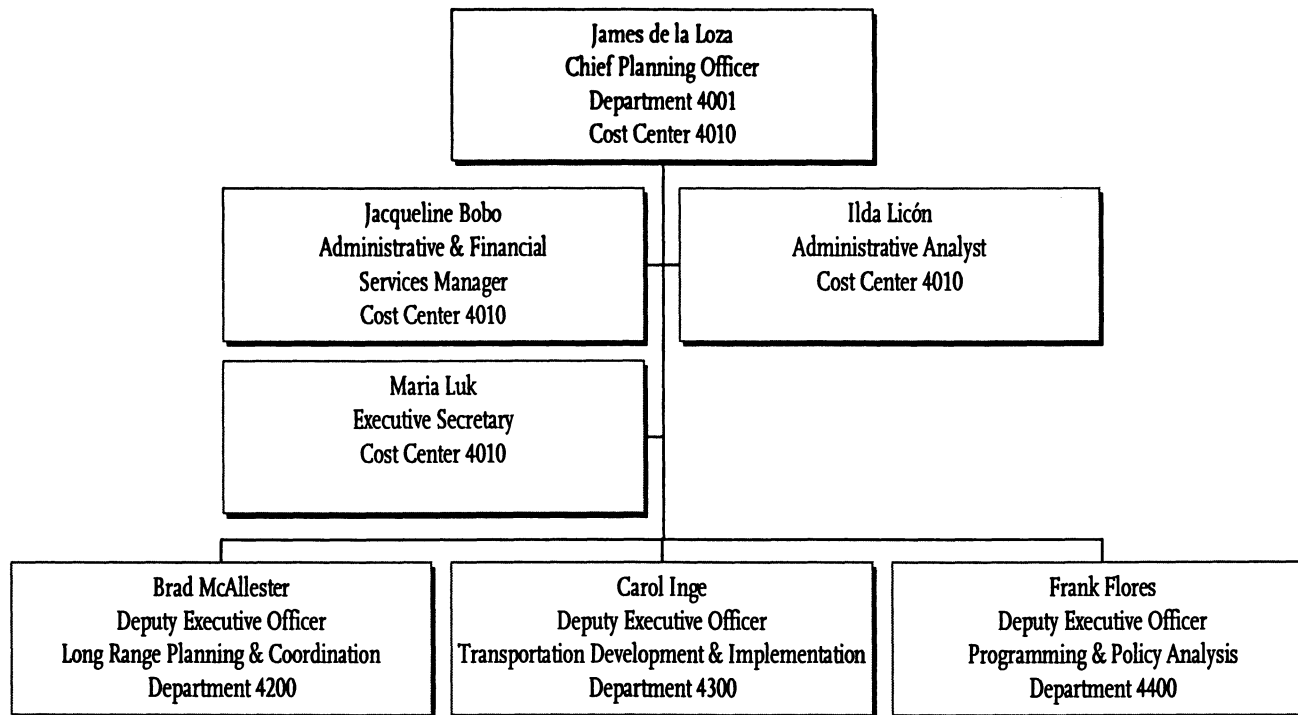 James de la Loza
Chief Planning Officer
Department 4001
Cost Center 4010
Jacqueline Bobo
Administrative & Financial
Services Manager
Cost Center 4010
Ilda Licón
Administrative Analyst
Cost Center 4010
Maria Luk
Executive Secretary
Cost Center 4010
Brad McAllester
Deputy Executive Officer
Long Range Planning & Coordination
Department 4200
Carol Inge
Deputy Executive Officer
Transportation Development & Implementation
Department 4300
Frank Flores
Deputy Executive Officer
Programming & Policy Analysis
Department 4400